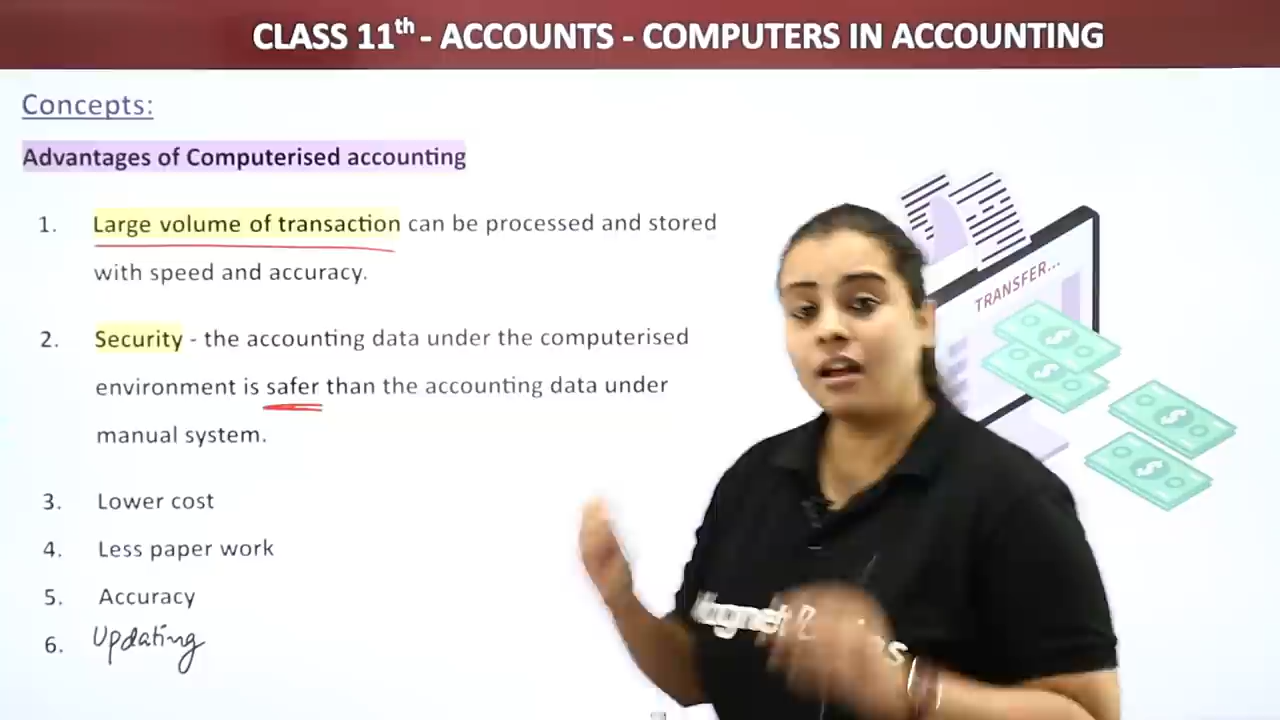 CLASS 11th - ACCOUNTS - COMPUTERS IN ACCOUNTING
Concepts:
Advantages of Computerised accounting
1. Large volume of transaction can be processed and stored
with speed and accuracy.
2. Security - the accounting data under the computerised
environment is safer than the accounting data under
manual system.
3. Lower cost
4. Less paper work
5. Accuracy
6. Updating
TRANSFER...